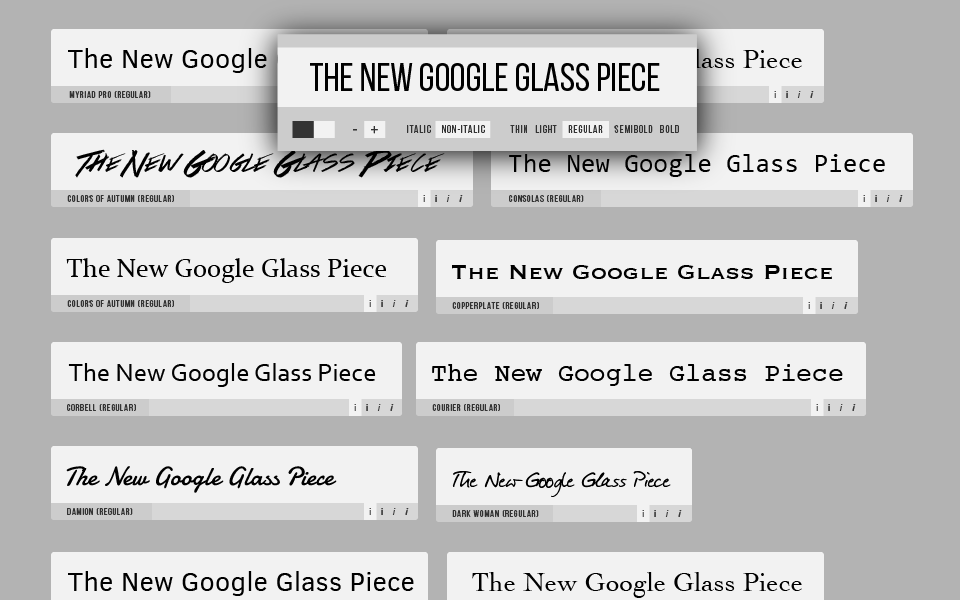 The New Google
lass Piece
MYRIAD PRO (REGULAR)
i i i i
THE NEW GOOGLE GLASS PIECE
- +
ITALIC NON-ITALIC
THIN LIGHT REGULAR SEMIBOLD BOLD
The New Google Glass Piece
COLORS OF AUTUMN (REGULAR)
i i i i
The New Google Glass Piece
CONSOLAS (REGULAR)
i i i i
The New Google Glass Piece
COLORS OF AUTUMN (REGULAR)
i i i i
The New Google Glass Piece
COPPERPLATE (REGULAR)
i i i i
The New Google Glass Piece
CORBELL (REGULAR)
i i i i
The New Google Glass Piece
COURIER (REGULAR)
i i i i
The New Google Glass Piece
DAMION (REGULAR)
i i i i
The New Google Glass Piece
DARK WOMAN (REGULAR)
i i i i
The New Google Glass Piece
The New Google Glass Piece